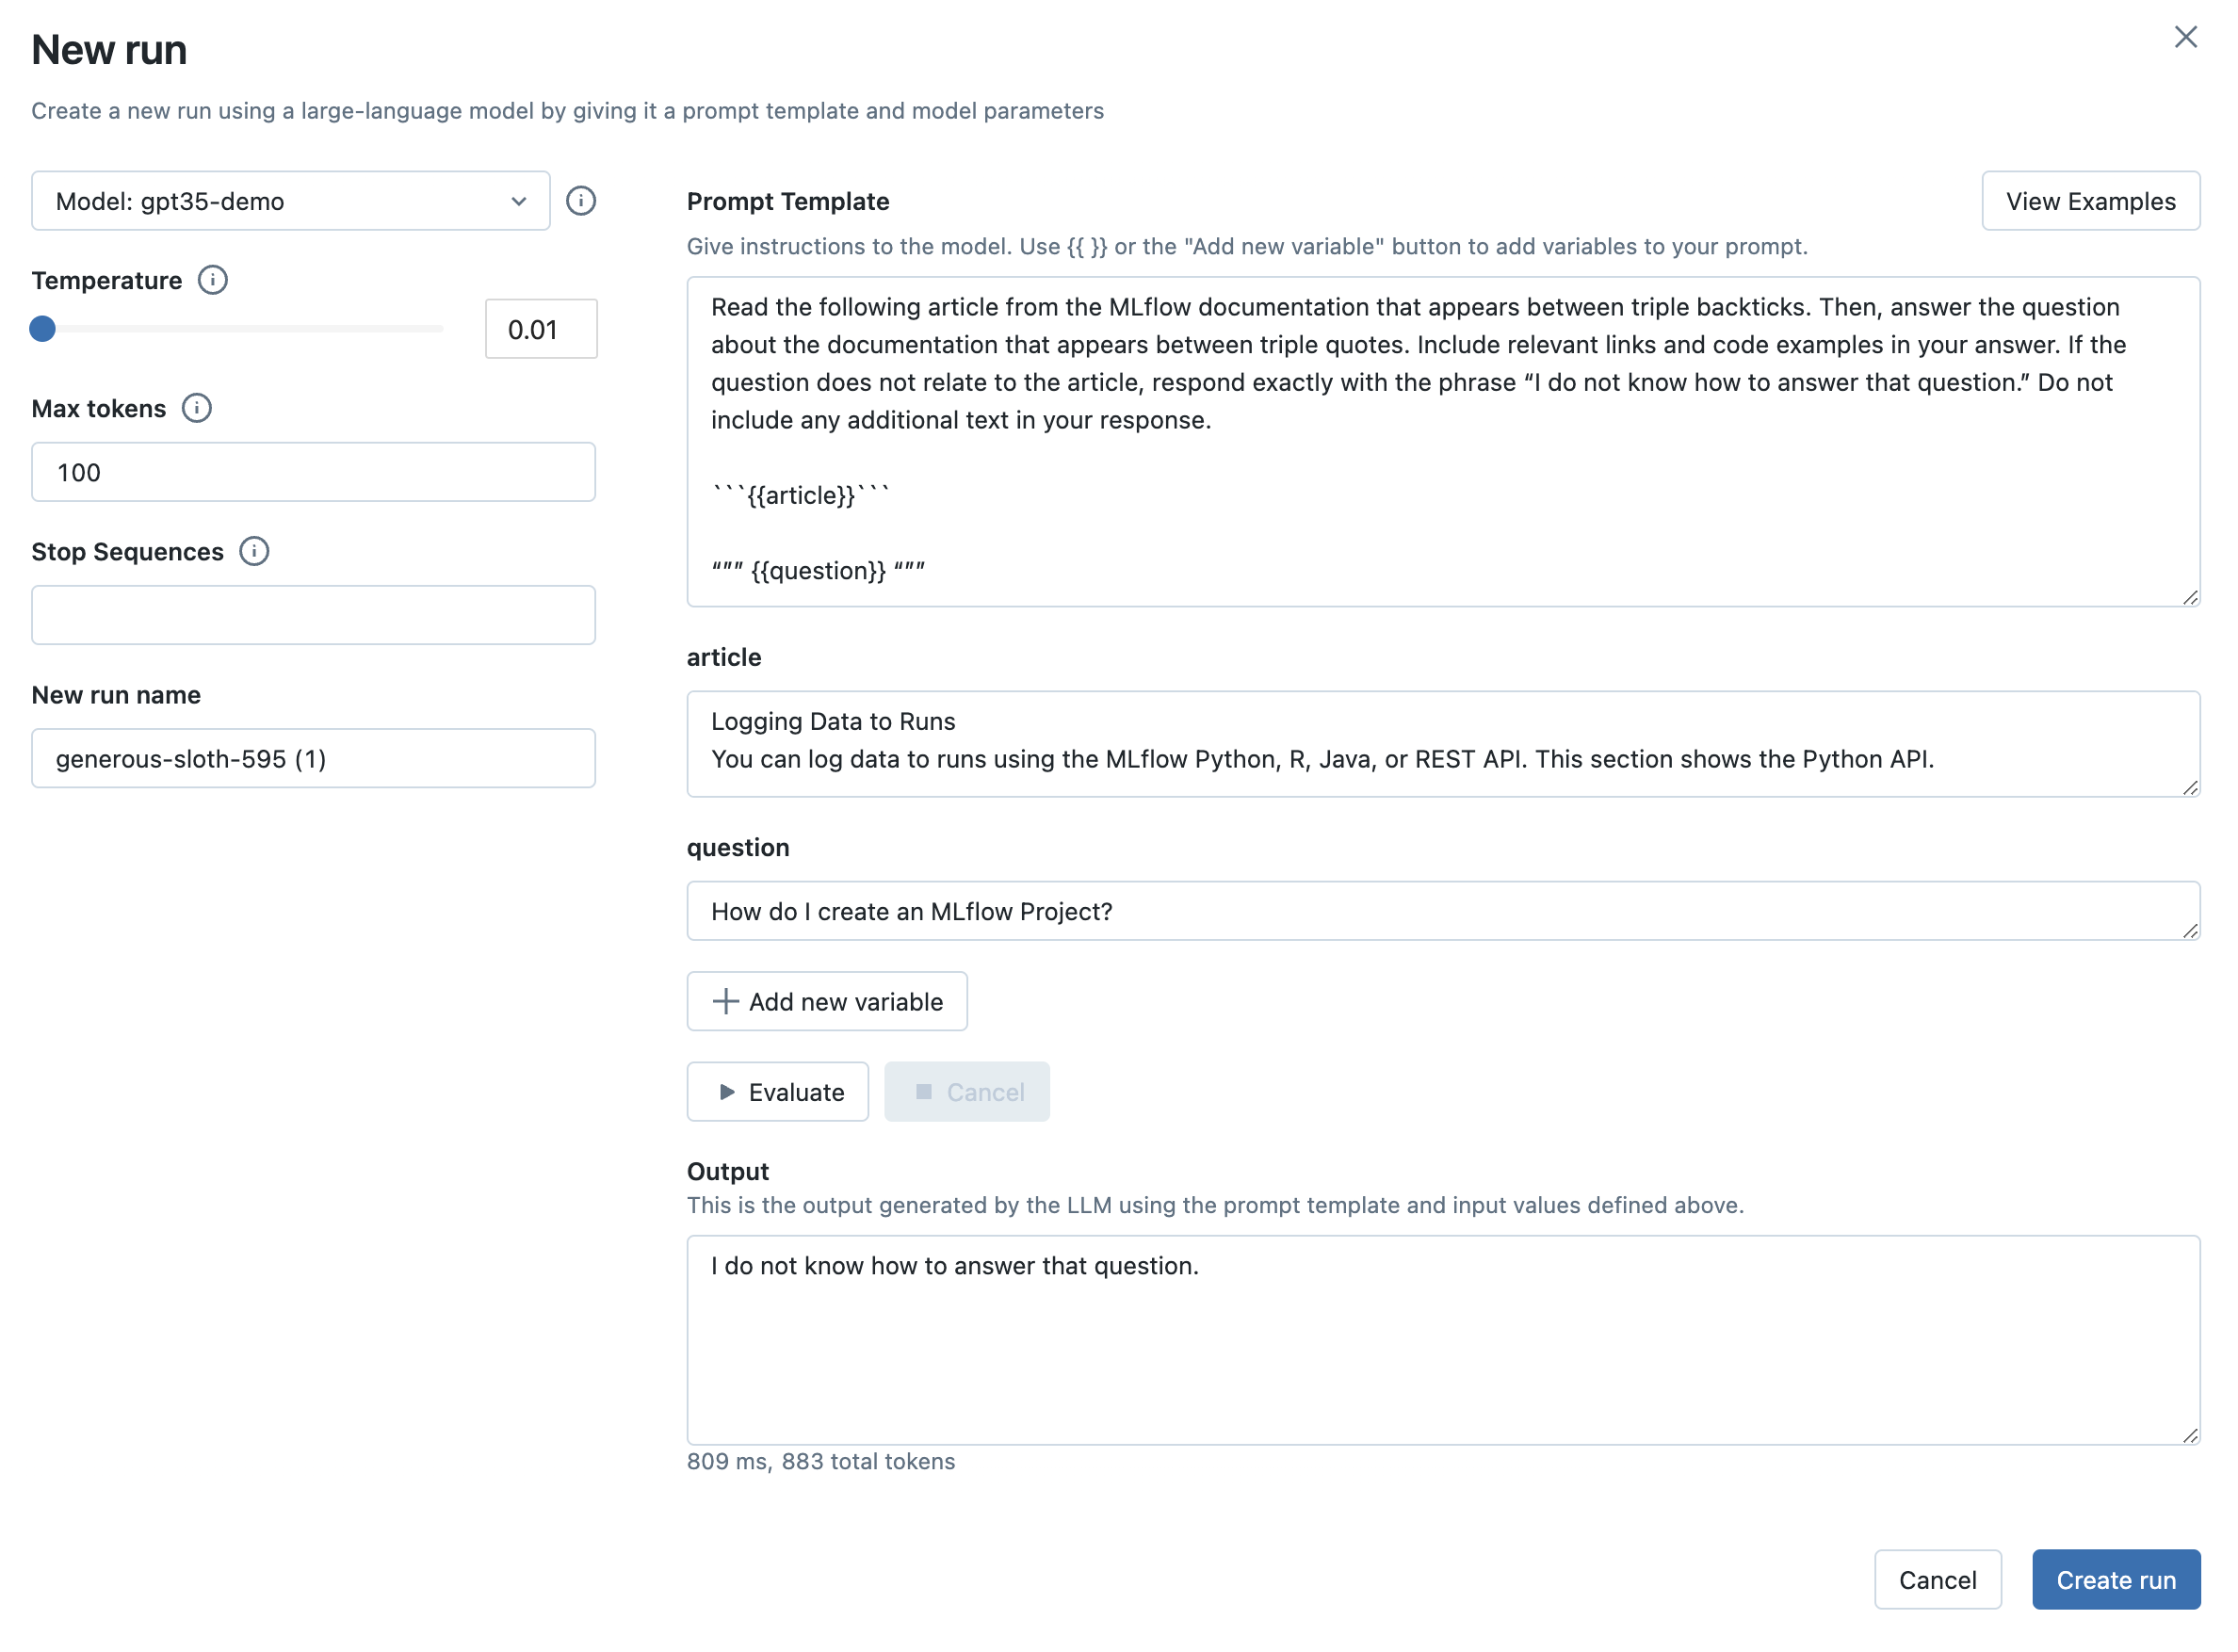 New run
Create a new run using a large-language model by giving it a prompt template and model parameters
Model: gpt35-demo
Temperature
0.01
Max tokens
100
Stop Sequences
New run name
generous-sloth-595 (1)
Prompt Template
View Examples
Give instructions to the model. Use {{ }} or the "Add new variable" button to add variables to your prompt.
Read the following article from the MLflow documentation that appears between triple backticks. Then, answer the question
about the documentation that appears between triple quotes. Include relevant links and code examples in your answer. If the
question does not relate to the article, respond exactly with the phrase “I do not know how to answer that question.” Do not
include any additional text in your response.
```{{article}}```
“”” {{question}} “””
article
Logging Data to Runs
You can log data to runs using the MLflow Python, R, Java, or REST API. This section shows the Python API.
question
How do I create an MLflow Project?
Add new variable
Evaluate
Cancel
Output
This is the output generated by the LLM using the prompt template and input values defined above.
I do not know how to answer that question.
809 ms, 883 total tokens
Cancel
Create run